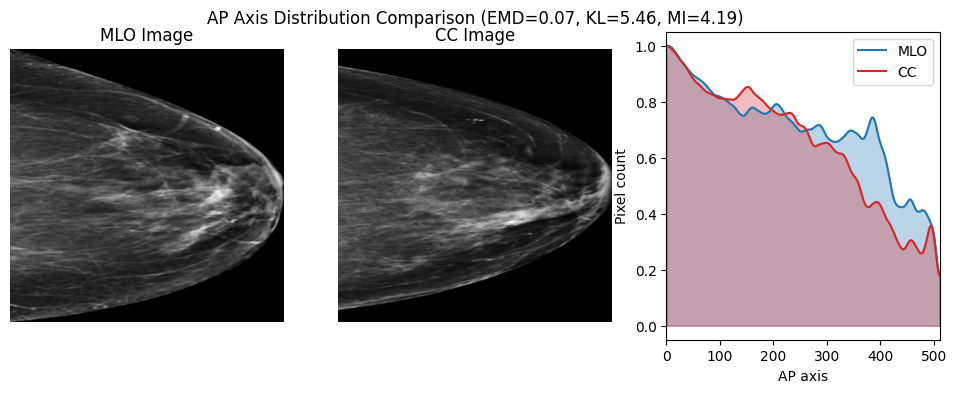 AP Axis Distribution Comparison (EMD=0.07, KL=5.46, MI=4.19)
MLO Image
CC Image
MLO
CC
Pixel count
1.0
0.8
0.6
0.4
0.2
0.0
0 100 200 300 400 500
AP axis